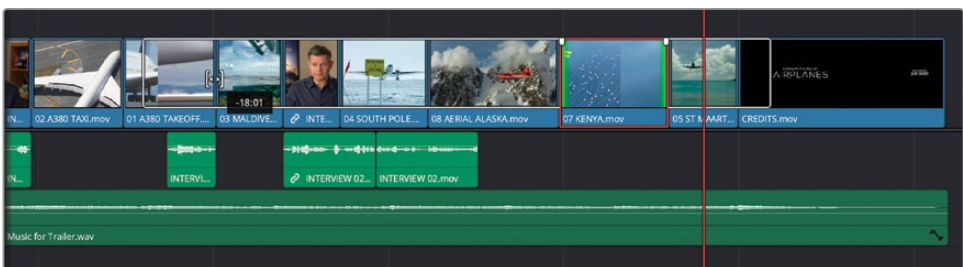 -18:01
IN...
02 A380 TAXI.mov
01 A380 TAKEOFF....
03 MALDIVE...
INTE...
04 SOUTH POLE....
08 AERIAL ALASKA.mov
07 KENYA.mov
05 ST MAART...
CREDITS.mov
AIRPLANES
IN...
INTERVI...
INTERVIEW 02...
INTERVIEW 02.mov
Music for Trailer.wav